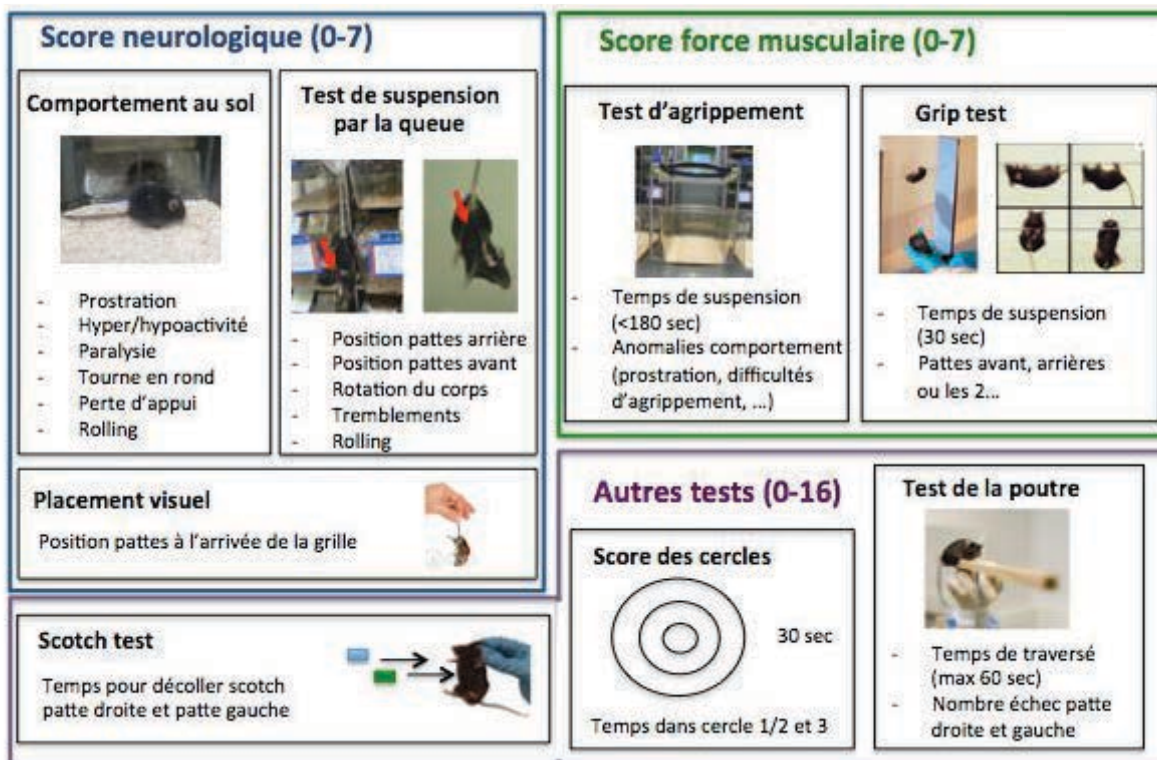 Score neurologique (0-7)
Comportement au sol
- Prostration
- Hyper/hypoactivité
- Paralysie
- Tourne en rond
- Perte d'appui
- Rolling
Test de suspension
par la queue
- Position pattes arrière
- Position pattes avant
- Rotation du corps
- Tremblements
- Rolling
Placement visuel
Position pattes à l'arrivée de la grille
Score force musculaire (0-7)
Test d'agrippement
- Temps de suspension
(<180 sec)
- Anomalies comportement
(prostration, difficultés
d'agrippement, ...)
Grip test
- Temps de suspension
(30 sec)
- Pattes avant, arrières
ou les 2...
Autres tests (0-16)
Scotch test
Temps pour décoller scotch
patte droite et patte gauche
Score des cercles
30 sec
Temps dans cercle 1/2 et 3
Test de la poutre
- Temps de traversé
(max 60 sec)
- Nombre échec patte
droite et gauche